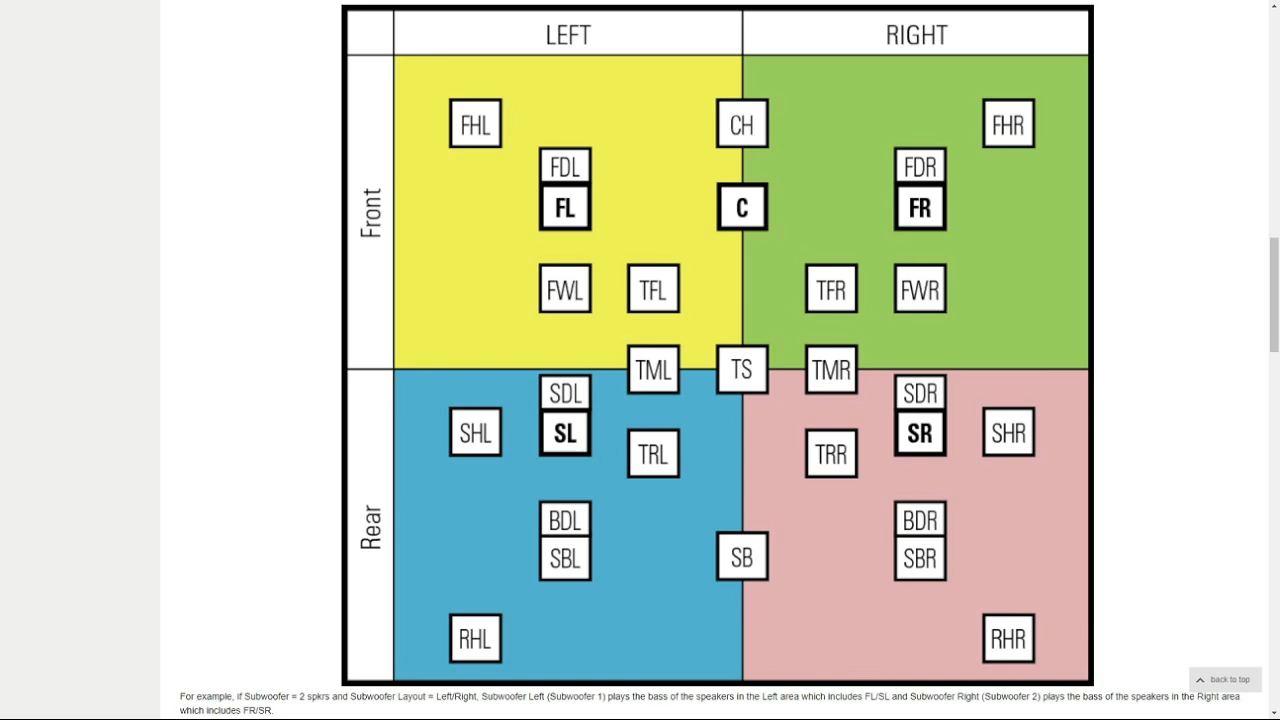 LEFT RIGHT
FHL CH FHR
FDL FDR
FL C FR
Front
FWL TFL TFR FWR
TML TS TMR
SDL SDR
SHL SL SR SHR
TRL TRR
BDL BDR
Rear
SBL SB SBR
RHL RHR
back to top
For example, if Subwoofer = 2 spkrs and Subwoofer Layout = Left/Right, Subwoofer Left (Subwoofer 1) plays the bass of the speakers in the Left area which includes FL/SL and Subwoofer Right (Subwoofer 2) plays the bass of the speakers in the Right area
which includes FR/SR.